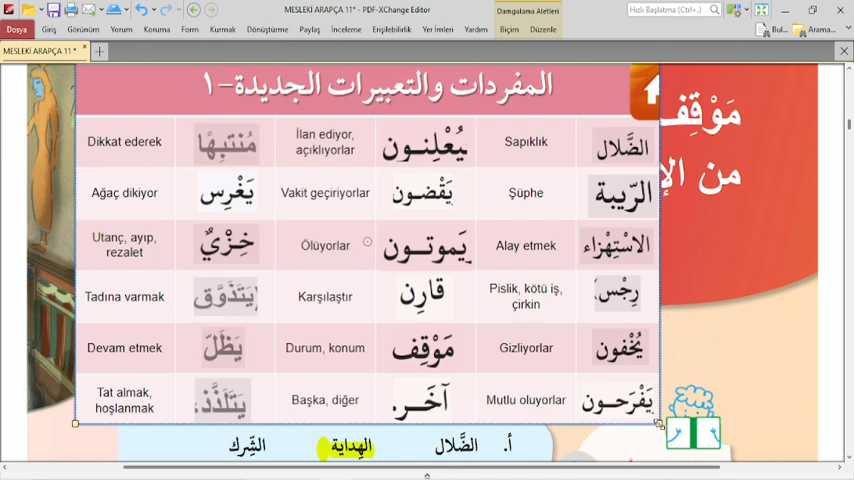 MESLEKİ ARAPÇA 11* - PDF-XChange Editor
Damgalama Aletleri
Hızlı Başlatma (Ctrl+.)
Dosya Giriş Görünüm Yorum Koruma Form Kurmak Dönüştürme Paylaş İnceleme Erişilebilirlik Yer İmleri Yardım Biçim Düzenle Bul... Arama...
MESLEKİ ARAPÇA 11 *
المفردات والتعبيرات الجديدة-١
مَوْقِف
من الإ
الضَّلال Sapıklık يُعْلِنـون İlan ediyor, açıklıyorlar مُنتبِهًا Dikkat ederek
الرّيبة Şüphe يَقْضـون Vakit geçiriyorlar يَغْرِس Ağaç dikiyor
الاسْتِهْزاء Alay etmek يَموتـون Ölüyorlar خِـزْيٌ Utanç, ayıp, rezalet
رِجْس Pislik, kötü iş, çirkin قارِن Karşılaştır يَتَذَوَّق Tadına varmak
يُخْفون Gizliyorlar مَوْقِف Durum, konum يَظَلّ Devam etmek
يَفْرَحـون Mutlu oluyorlar آخَـر Başka, diğer يَتَلَذَّذ Tat almak, hoşlanmak
أ. الضَّلال الهِداية الشِّرك